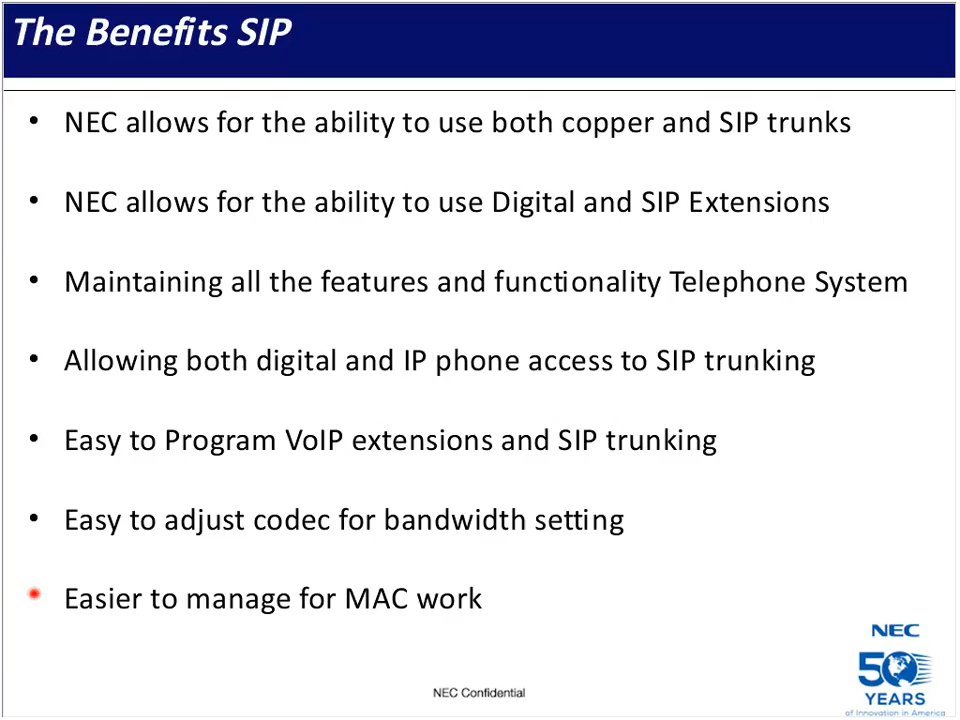 The Benefits SIP
• NEC allows for the ability to use both copper and SIP trunks
• NEC allows for the ability to use Digital and SIP Extensions
• Maintaining all the features and functionality Telephone System
• Allowing both digital and IP phone access to SIP trunking
• Easy to Program VoIP extensions and SIP trunking
• Easy to adjust codec for bandwidth setting
• Easier to manage for MAC work
NEC
50
YEARS
of Innovation in America
NEC Confidential